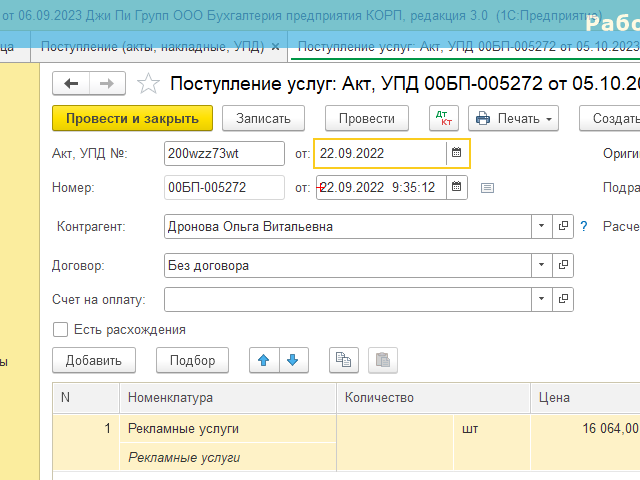 от 06.09.2023 Джи Пи Групп ООО Бухгалтерия предприятия КОРП, редакция 3.0 (1С:Предприятие)
Рабо
ца
Поступление (акты, накладные, УПД) ×
Поступление услуг: Акт, УПД 00БП-005272 от 05.10.2023
Поступление услуг: Акт, УПД 00БП-005272 от 05.10.20
Провести и закрыть
Записать
Провести
Дт Кт
Печать
Создать
Акт, УПД №: 200wzz73wt от: 22.09.2022
Ориги
Номер: 00БП-005272 от: 22.09.2022 9:35:12
Подра
Контрагент: Дронова Ольга Витальевна ?
Расче
Договор: Без договора
Счет на оплату:
Есть расхождения
ы
Добавить
Подбор
N Номенклатура Количество Цена
1 Рекламные услуги шт 16 064,00
Рекламные услуги